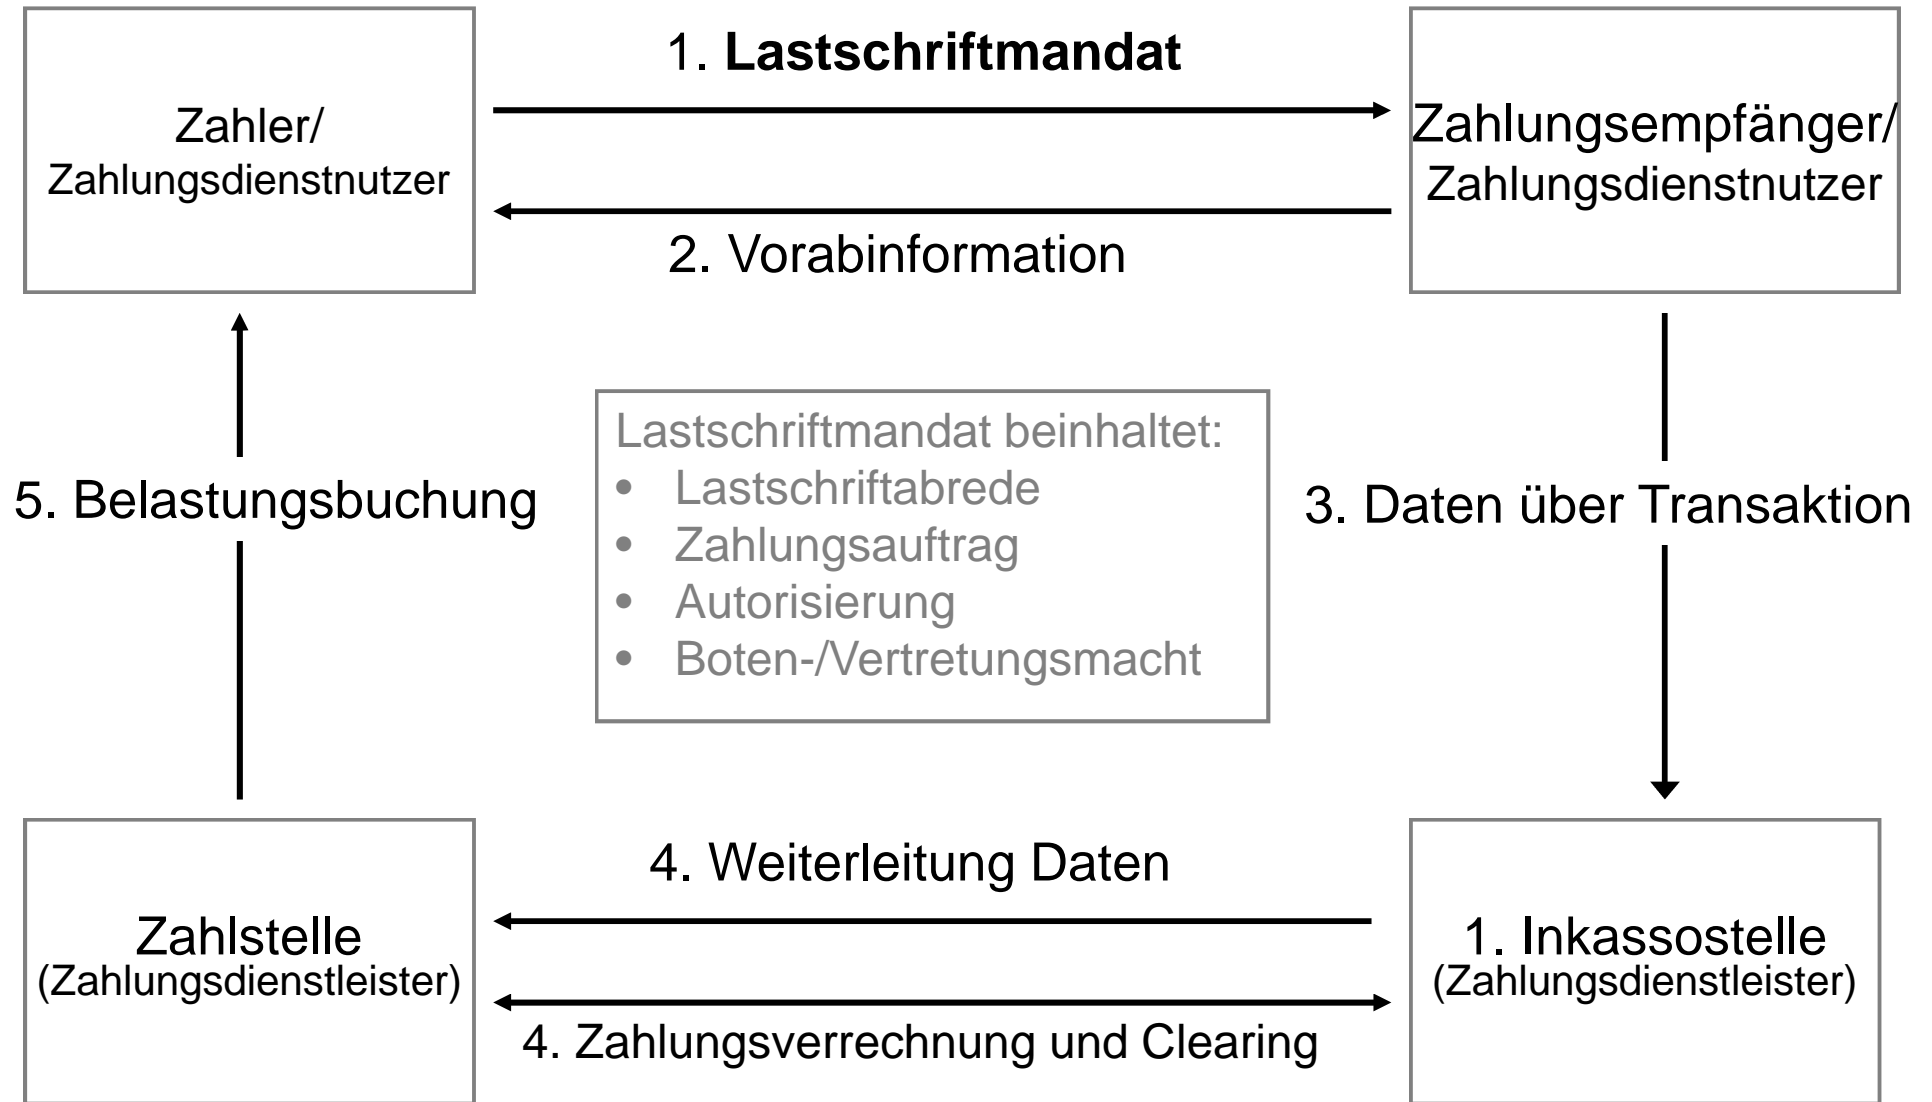 1. Lastschriftmandat
Zahler/
Zahlungsdienstnutzer
Zahlungsempfänger/
Zahlungsdienstnutzer
2. Vorabinformation
Lastschriftmandat beinhaltet:
• Lastschriftabrede
• Zahlungsauftrag
• Autorisierung
• Boten-/Vertretungsmacht
5. Belastungsbuchung
3. Daten über Transaktion
4. Weiterleitung Daten
Zahlstelle
(Zahlungsdienstleister)
1. Inkassostelle
(Zahlungsdienstleister)
4. Zahlungsverrechnung und Clearing